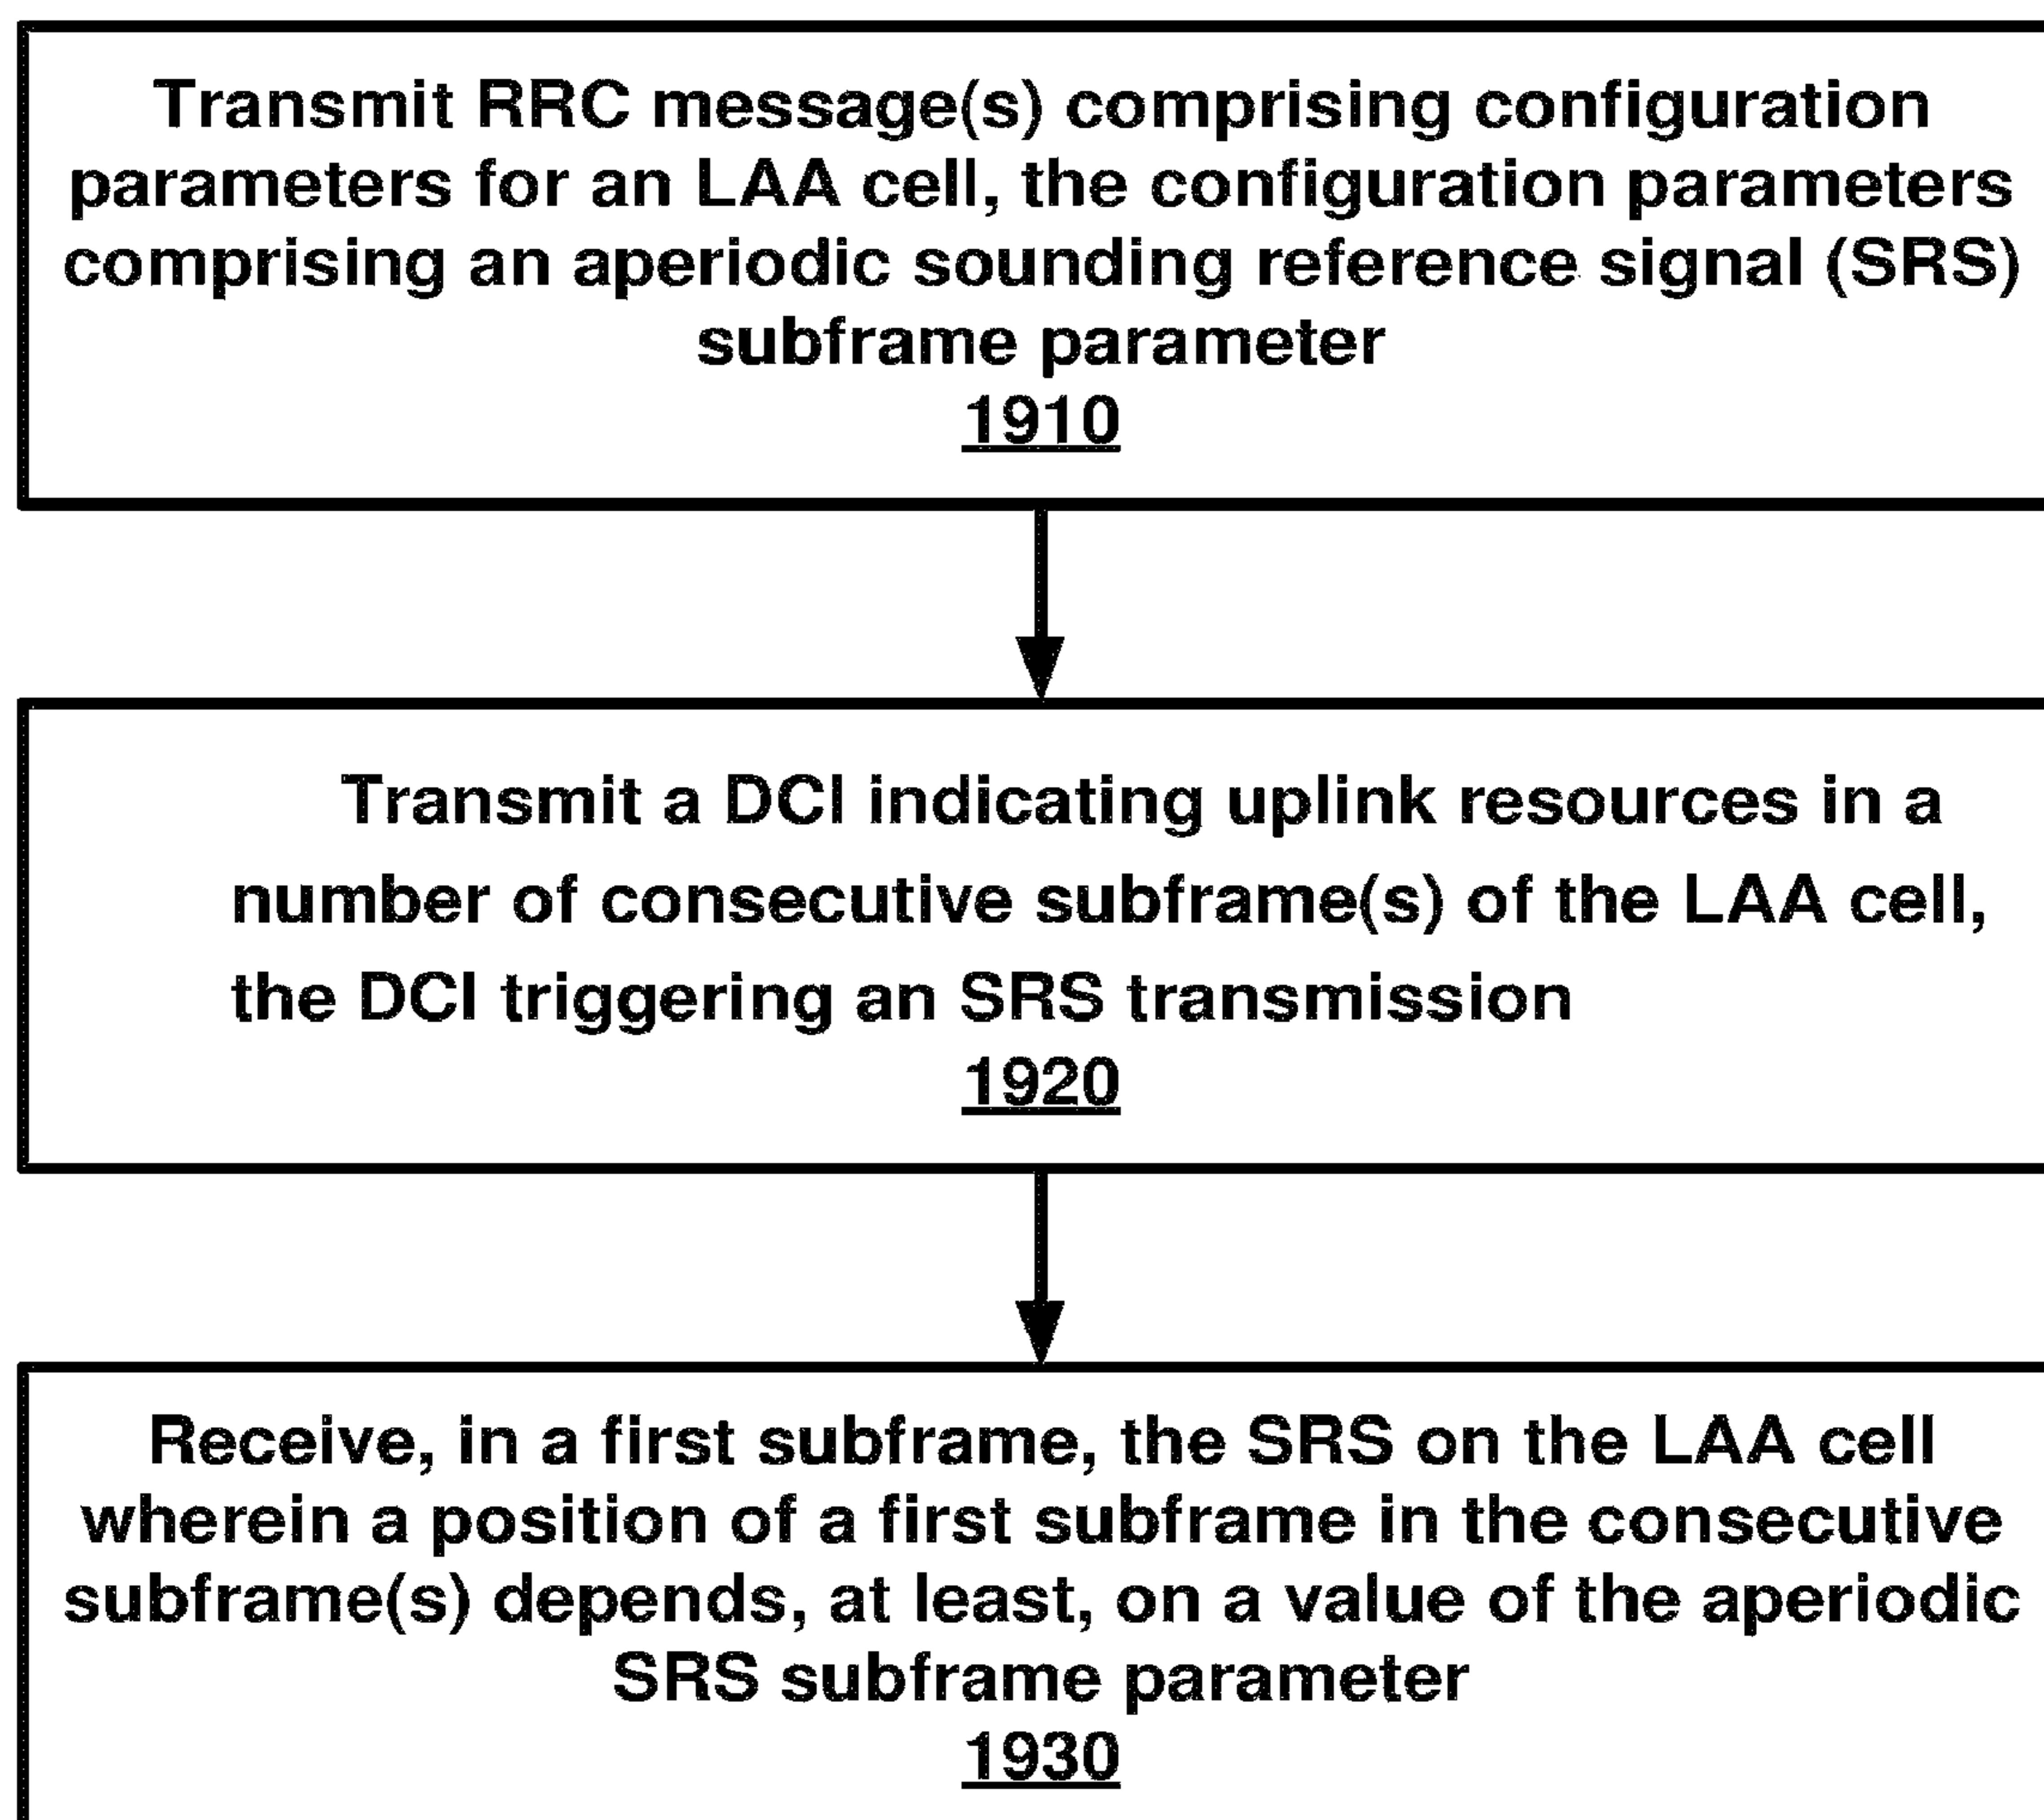 Transmit RRC message(s) comprising configuration
parameters for an LAA cell, the configuration parameters
comprising an aperiodic sounding reference signal (SRS)
subframe parameter
1910
Transmit a DCI indicating uplink resources in a
number of consecutive subframe(s) of the LAA cell,
the DCI triggering an SRS transmission
1920
Receive, in a first subframe, the SRS on the LAA cell
wherein a position of a first subframe in the consecutive
subframe(s) depends, at least, on a value of the aperiodic
SRS subframe parameter
1930